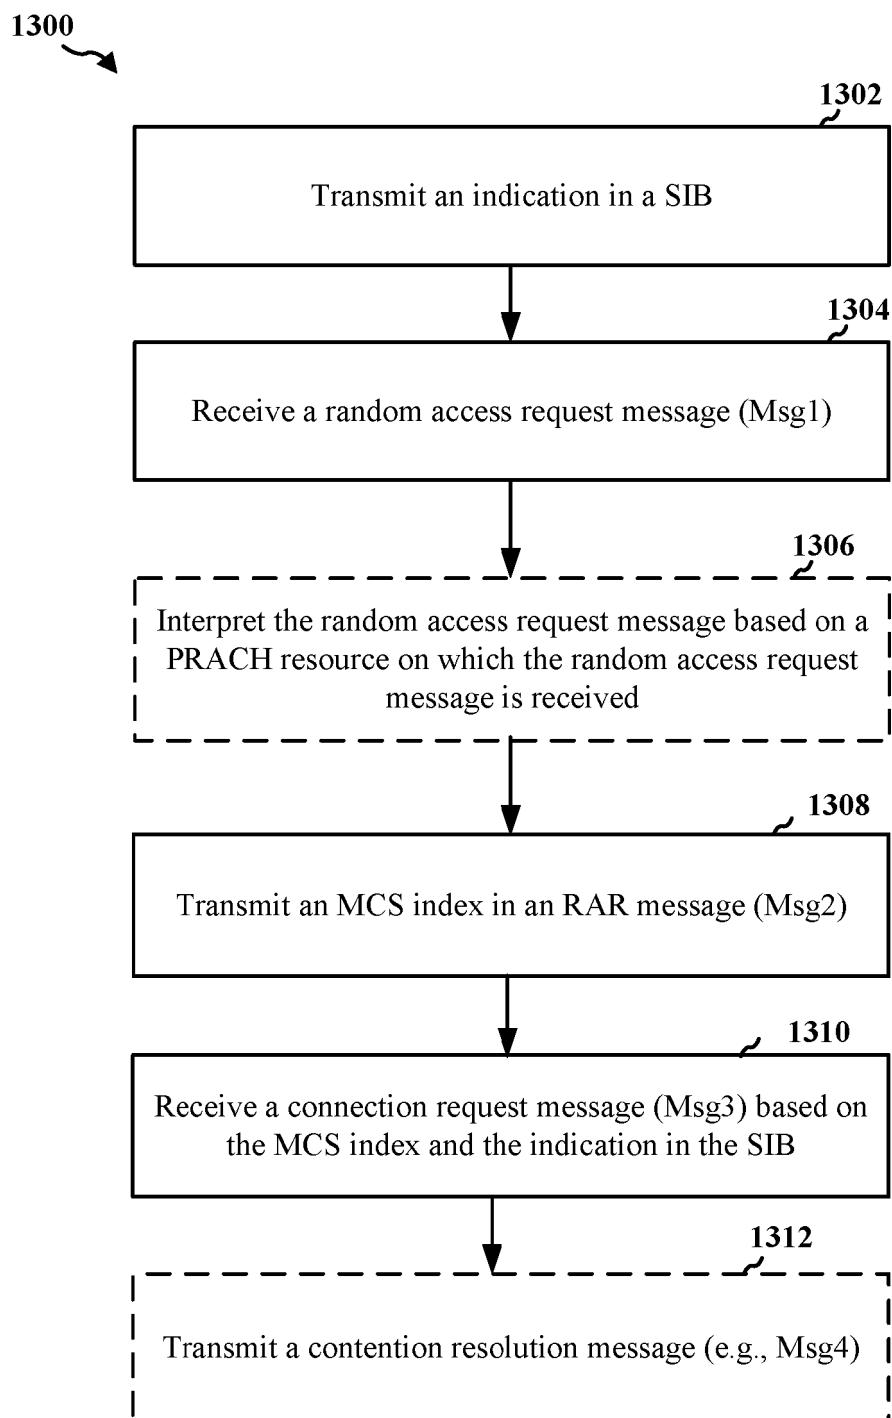 1300
1302
Transmit an indication in a SIB
1304
Receive a random access request message (Msg1)
1306
Interpret the random access request message based on a
PRACH resource on which the random access request
message is received
1308
Transmit an MCS index in an RAR message (Msg2)
1310
Receive a connection request message (Msg3) based on
the MCS index and the indication in the SIB
1312
Transmit a contention resolution message (e.g., Msg4)